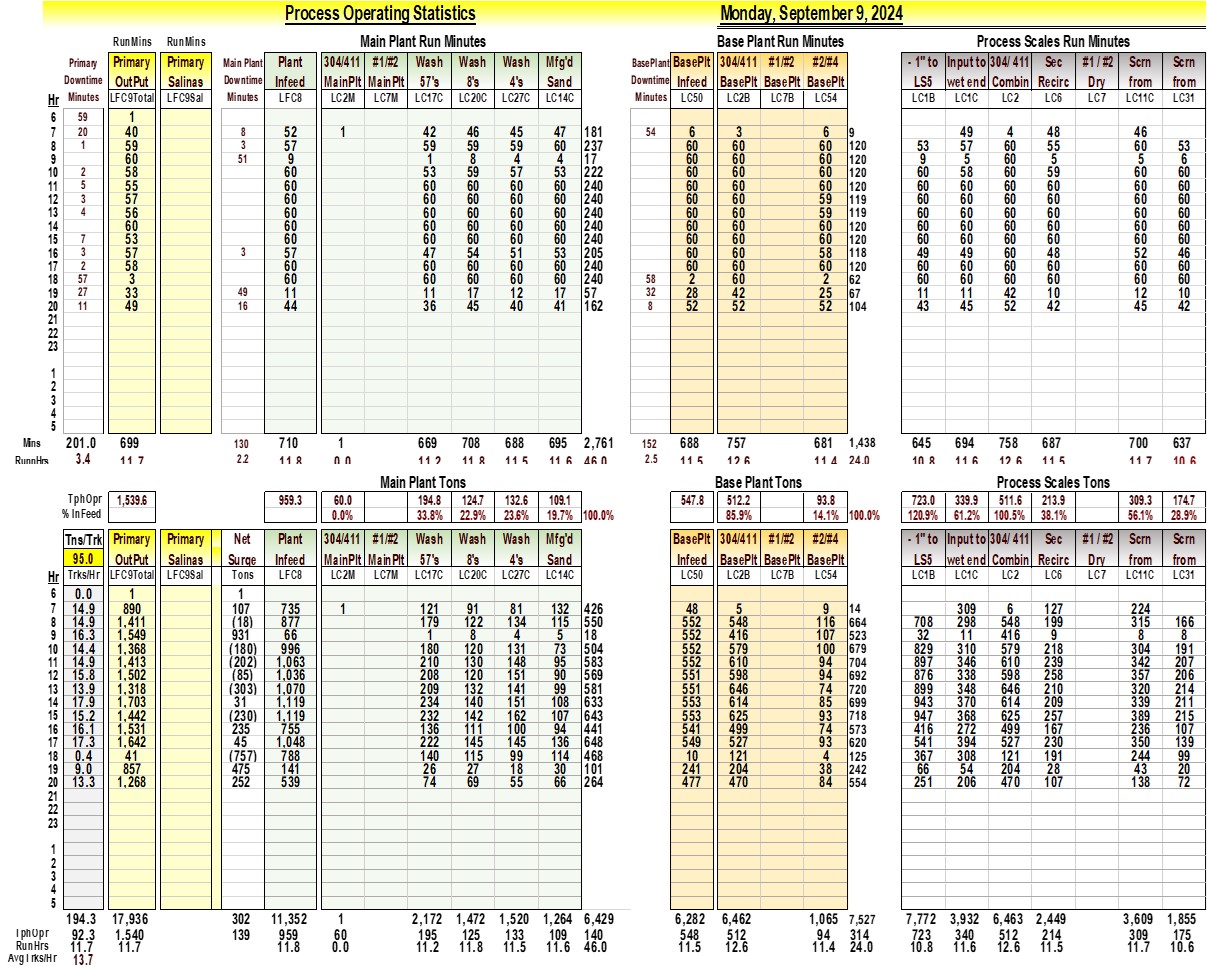 Process Operating Statistics Monday, September 9, 2024
RunMins RunMins Main Plant Run Minutes Base Plant Run Minutes Process Scales Run Minutes
Primary Primary Primary Main Plant Plant 304/411 #1/#2 Wash Wash Wash Mfg'd BasePlant BasePlt 304/411 #1/#2 #2/#4 - 1" to Input to 304/ 411 Sec #1 / #2 Scrn Scrn
Downtime OutPut Salinas Downtime Infeed MainPlt MainPlt 57's 8's 4's Sand Downtime Infeed BasePlt BasePlt BasePlt LS5 wet end Combin Recirc Dry from from
Hr Minutes LFC9Total LFC9Sal Minutes LFC8 LC2M LC7M LC17C LC20C LC27C LC14C Minutes LC50 LC2B LC7B LC54 LC1B LC1C LC2 LC6 LC7 LC11C LC31
6 59 1
7 20 40 8 52 1 42 46 45 47 181 54 6 3 6 9 49 4 48 46
8 1 59 3 57 59 59 59 60 237 60 60 60 120 53 57 60 55 60 53
9 60 51 9 1 8 4 4 17 60 60 60 120 9 5 60 5 5 6
10 2 58 60 53 59 57 53 222 60 60 60 120 60 58 60 59 60 60
11 5 55 60 60 60 60 60 240 60 60 60 120 60 60 60 60 60 60
12 3 57 60 60 60 60 60 240 60 60 59 119 60 60 60 60 60 60
13 4 56 60 60 60 60 60 240 60 60 59 119 60 60 60 60 60 60
14 60 60 60 60 60 60 240 60 60 60 120 60 60 60 60 60 60
15 7 53 60 60 60 60 60 240 60 60 60 120 60 60 60 60 60 60
16 3 57 3 57 47 54 51 53 205 60 60 58 118 49 49 60 48 52 46
17 2 58 60 60 60 60 60 240 60 60 60 120 60 60 60 60 60 60
18 57 3 60 60 60 60 60 240 58 2 60 2 62 60 60 60 60 60 60
19 27 33 49 11 11 17 12 17 57 32 28 42 25 67 11 11 42 10 12 10
20 11 49 16 44 36 45 40 41 162 8 52 52 52 104 43 45 52 42 45 42
21
22
23
1
2
3
4
5
Mins 201.0 699 130 710 1 669 708 688 695 2,761 152 688 757 681 1,438 645 694 758 687 700 637
RunnHrs 3.4 11.7 2.2 11.8 0.0 11.2 11.8 11.5 11.6 46.0 2.5 11.5 12.6 11.4 24.0 10.8 11.6 12.6 11.5 11.7 10.6
Main Plant Tons Base Plant Tons Process Scales Tons
TphOpr 1,539.6 959.3 60.0 194.8 124.7 132.6 109.1 547.8 512.2 93.8 723.0 339.9 511.6 213.9 309.3 174.7
% InFeed 0.0% 33.8% 22.9% 23.6% 19.7% 100.0% 85.9% 14.1% 100.0% 120.9% 61.2% 100.5% 38.1% 56.1% 28.9%
Tns/Trk Primary Primary Net Plant 304/411 #1/#2 Wash Wash Wash Mfg'd BasePlt 304/411 #1/#2 #2/#4 - 1" to Input to 304/ 411 Sec #1 / #2 Scrn Scrn
95.0 OutPut Salinas Surge Infeed MainPlt MainPlt 57's 8's 4's Sand Infeed BasePlt BasePlt BasePlt LS5 wet end Combin Recirc Dry from from
Hr Trks/Hr LFC9Total LFC9Sal Tons LFC8 LC2M LC7M LC17C LC20C LC27C LC14C LC50 LC2B LC7B LC54 LC1B LC1C LC2 LC6 LC7 LC11C LC31
6 0.0 1 1
7 14.9 890 107 735 1 121 91 81 132 426 48 5 9 14 309 6 127 224
8 14.9 1,411 (18) 877 179 122 134 115 550 552 548 116 664 708 298 548 199 315 166
9 16.3 1,549 931 66 1 8 4 5 18 552 416 107 523 32 11 416 9 8 8
10 14.4 1,368 (180) 996 180 120 131 73 504 552 579 100 679 829 310 579 218 304 191
11 14.9 1,413 (202) 1,063 210 130 148 95 583 552 610 94 704 897 346 610 239 342 207
12 15.8 1,502 (85) 1,036 208 120 151 90 569 551 598 94 692 876 338 598 258 357 206
13 13.9 1,318 (303) 1,070 209 132 141 99 581 551 646 74 720 899 348 646 210 320 214
14 17.9 1,703 31 1,119 234 140 151 108 633 553 614 85 699 943 370 614 209 339 211
15 15.2 1,442 (230) 1,119 232 142 162 107 643 553 625 93 718 947 368 625 257 389 215
16 16.1 1,531 235 755 136 111 100 94 441 541 499 74 573 416 272 499 167 236 107
17 17.3 1,642 45 1,048 222 145 145 136 648 549 527 93 620 541 394 527 230 350 139
18 0.4 41 (757) 788 140 115 99 114 468 10 121 4 125 367 308 121 191 244 99
19 9.0 857 475 141 26 27 18 30 101 241 204 38 242 66 54 204 28 43 20
20 13.3 1,268 252 539 74 69 55 66 264 477 470 84 554 251 206 470 107 138 72
21
22
23
1
2
3
4
5
194.3 17,936 302 11,352 1 2,172 1,472 1,520 1,264 6,429 6,282 6,462 1,065 7,527 7,772 3,932 6,463 2,449 3,609 1,855
TphOpr 92.3 1,540 139 959 60 195 125 133 109 140 548 512 94 314 723 340 512 214 309 175
RunHrs 11.7 11.7 11.8 0.0 11.2 11.8 11.5 11.6 46.0 11.5 12.6 11.4 24.0 10.8 11.6 12.6 11.5 11.7 10.6
AvgTrks/Hr 13.7